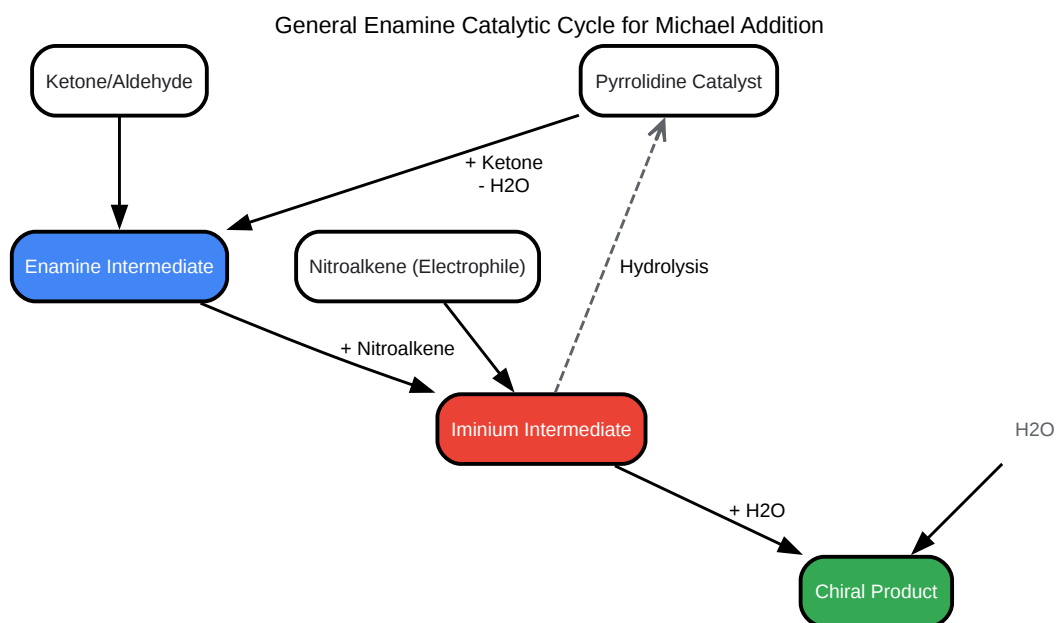 General Enamine Catalytic Cycle for Michael Addition
Ketone/Aldehyde
Pyrrolidine Catalyst
+ Ketone
- H2O
Enamine Intermediate
Nitroalkene (Electrophile)
Hydrolysis
+ Nitroalkene
Iminium Intermediate
H2O
+ H2O
Chiral Product